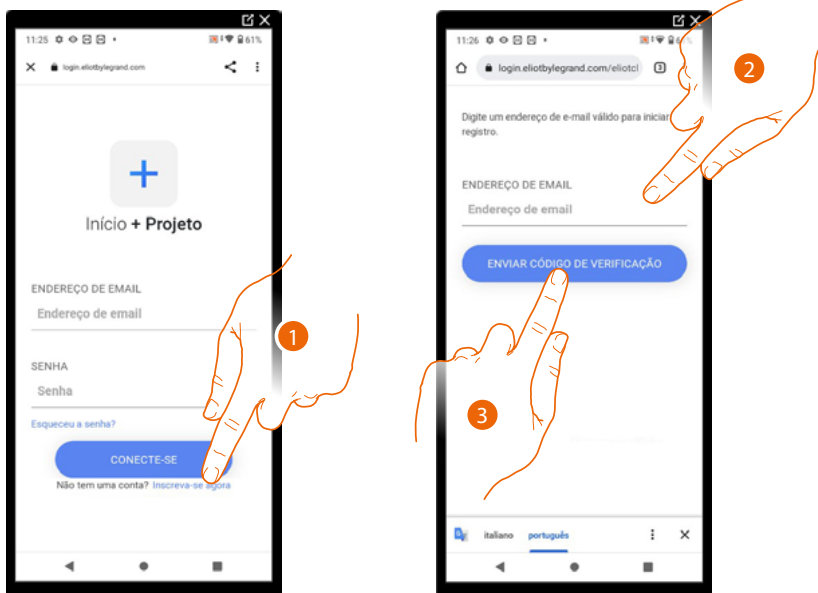 11:25
61%
login.eliotbylegrand.com
Início + Projeto
ENDEREÇO DE EMAIL
Endereço de email
SENHA
Senha
Esqueceu a senha?
CONECTE-SE
Não tem uma conta? Inscreva-se agora
1
11:26
login.eliotbylegrand.com/eliotcl
3
Digite um endereço de e-mail válido para iniciar
registro.
ENDEREÇO DE EMAIL
Endereço de email
ENVIAR CÓDIGO DE VERIFICAÇÃO
2
3
italiano português